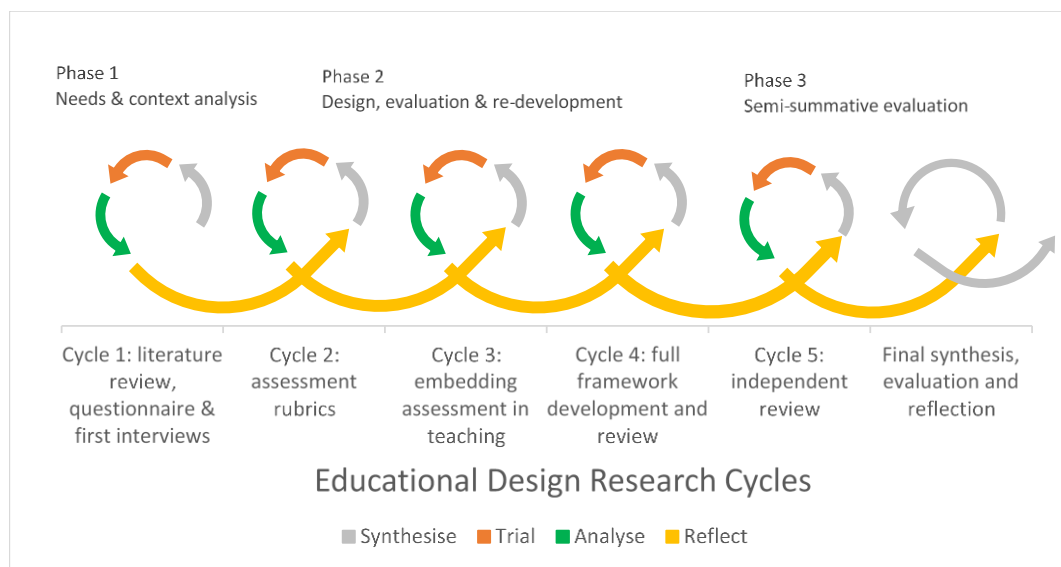 Phase 1
Needs & context analysis
Phase 2
Design, evaluation & re-development
Phase 3
Semi-summative evaluation
Cycle 1: literature
review,
questionnaire &
first interviews
Cycle 2:
assessment
rubrics
Cycle 3:
embedding
assessment in
teaching
Cycle 4: full
framework
development and
review
Cycle 5:
independent
review
Final synthesis,
evaluation and
reflection
Educational Design Research Cycles
Synthesise
Trial
Analyse
Reflect